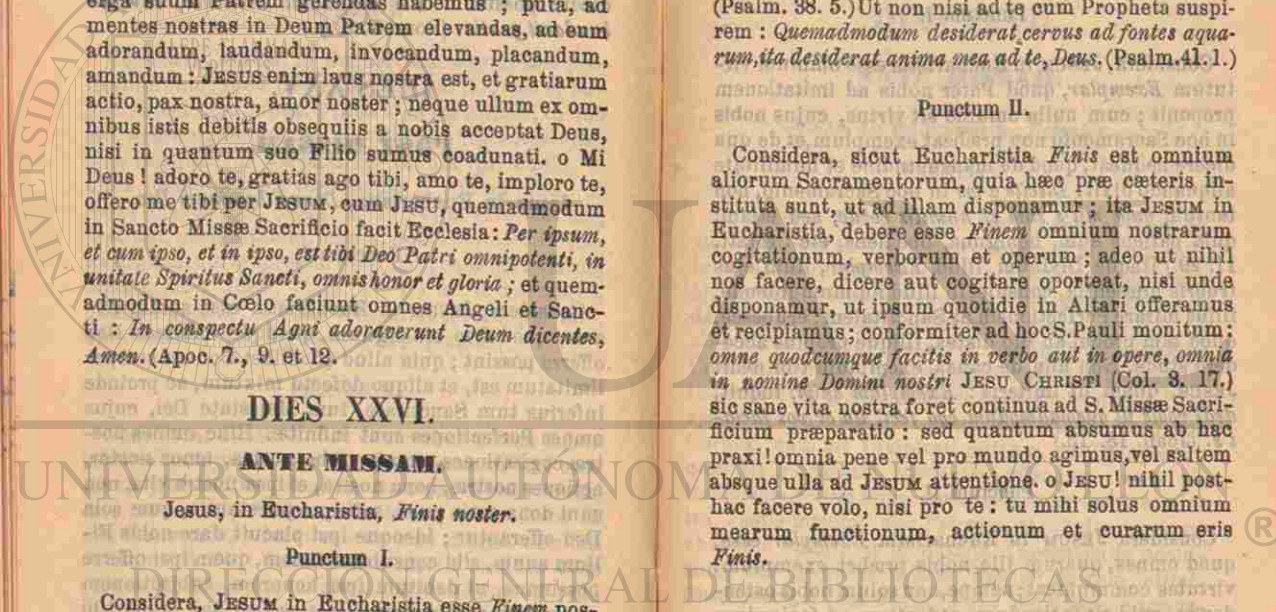 erga suum Patrem gerendas habemus ; puta, ad
mentes nostras in Deum Patrem elevandas, ad eum
adorandum, laudandum, invocandum, placandum,
amandum : JESUS enim laus nostra est, et gratiarum
actio, pax nostra, amor noster ; neque ullum ex om-
nibus istis debitis obsequiis a nobis acceptat Deus,
nisi in quantum suo Filio sumus coadunati. o Mi
Deus ! adoro te, gratias ago tibi, amo te, imploro te,
offero me tibi per JESUM, cum JESU, quemadmodum
in Sancto Missæ Sacrificio facit Ecclesia : Per ipsum,
et cum ipso, et in ipso, est tibi Deo Patri omnipotenti, in
unitate Spiritus Sancti, omnis honor et gloria ; et quem-
admodum in Cœlo faciunt omnes Angeli et Sanc-
ti : In conspectu Agni adoraverunt Deum dicentes,
Amen. (Apoc. 7., 9. et 12.
DIES XXVI.
ANTE MISSAM.
Jesus, in Eucharistia, Finis noster.
Punctum I.
Considera, JESUM in Eucharistia esse Finem nos-
(Psalm. 38. 5.) Ut non nisi ad te cum Propheta suspi-
rem : Quemadmodum desiderat cervus ad fontes aqua-
rum, ita desiderat anima mea ad te, Deus. (Psalm. 41. 1.)
Punctum II.
Considera, sicut Eucharistia Finis est omnium
aliorum Sacramentorum, quia hæc præ cæteris in-
stituta sunt, ut ad illam disponamur ; ita JESUM in
Eucharistia, debere esse Finem omnium nostrarum
cogitationum, verborum et operum ; adeo ut nihil
nos facere, dicere aut cogitare oporteat, nisi unde
disponamur, ut ipsum quotidie in Altari offeramus
et recipiamus ; conformiter ad hoc S. Pauli monitum :
omne quodcumque facitis in verbo aut in opere, omnia
in nomine Domini nostri JESU CHRISTI (Col. 3. 17.)
sic sane vita nostra foret continua ad S. Missæ Sacri-
ficium præparatio : sed quantum absumus ab hac
praxi ! omnia pene vel pro mundo agimus, vel saltem
absque ulla ad JESUM attentione. o JESU ! nihil post-
hac facere volo, nisi pro te : tu mihi solus omnium
mearum functionum, actionum et curarum eris
Finis.
UANL
UNIVERSIDAD AUTÓNOMA DE NUEVO LEÓN
®
DIRECCIÓN GENERAL DE BIBLIOTECAS